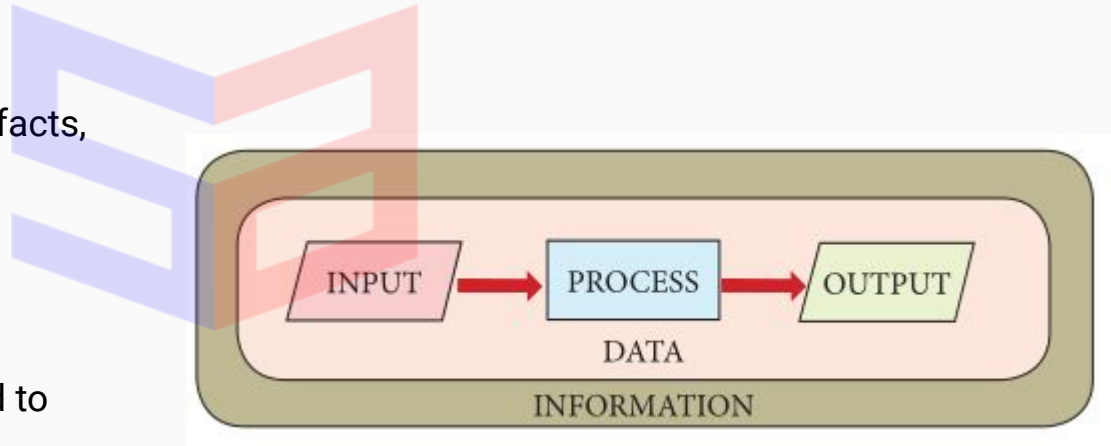 facts,
INPUT PROCESS OUTPUT
DATA
INFORMATION
to